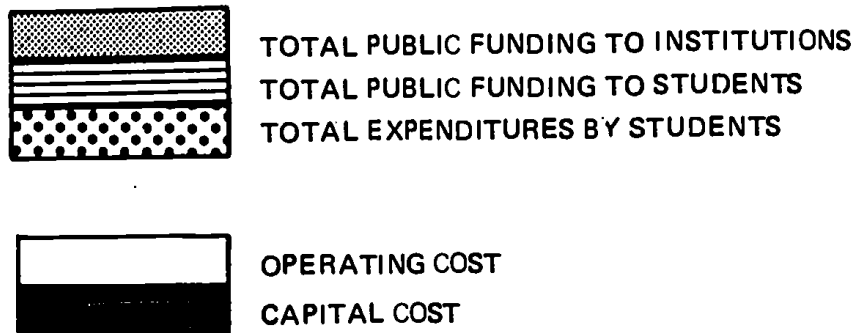 TOTAL PUBLIC FUNDING TO INSTITUTIONS
TOTAL PUBLIC FUNDING TO STUDENTS
TOTAL EXPENDITURES BY STUDENTS
OPERATING COST
CAPITAL COST